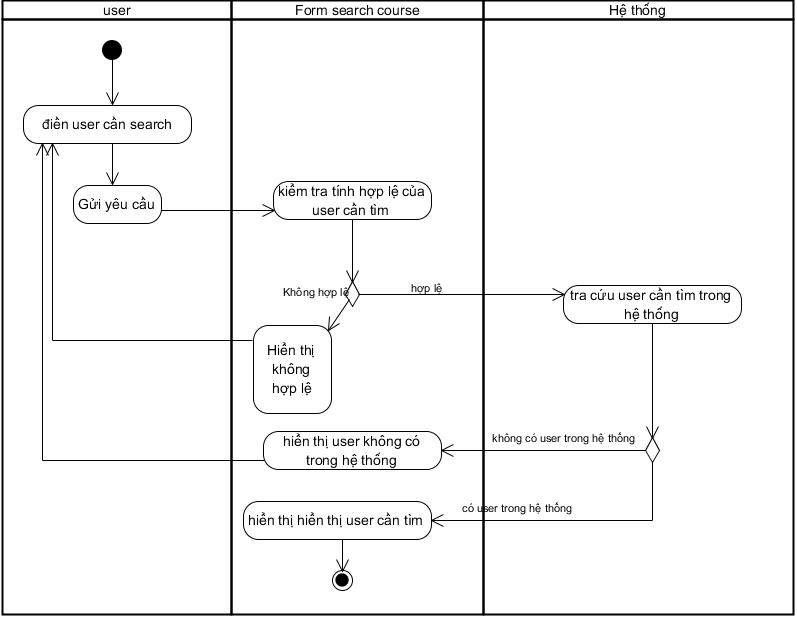 user
Form search course
Hệ thống
điền user cần search
Gửi yêu cầu
kiểm tra tính hợp lệ của
user cần tìm
Không hợp lệ
hợp lệ
tra cứu user cần tìm trong
hệ thống
Hiển thị
không
hợp lệ
không có user trong hệ thống
hiển thị user không có
trong hệ thống
có user trong hệ thống
hiển thị hiển thị user cần tìm